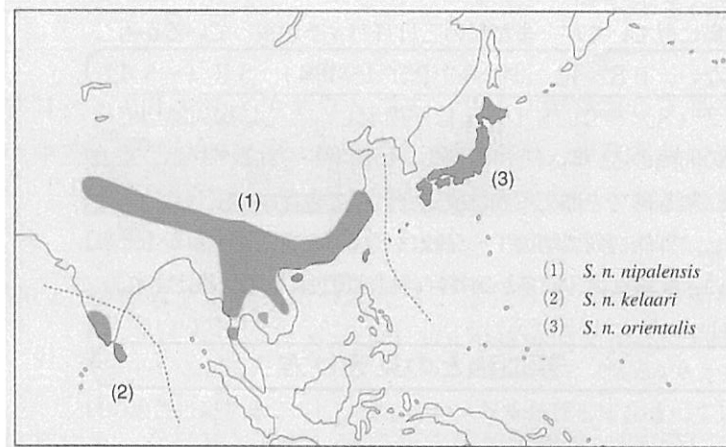 (1)
(3)
(2)
(1) S. n. nipalensis
(2) S. n. kelaari
(3) S. n. orientalis